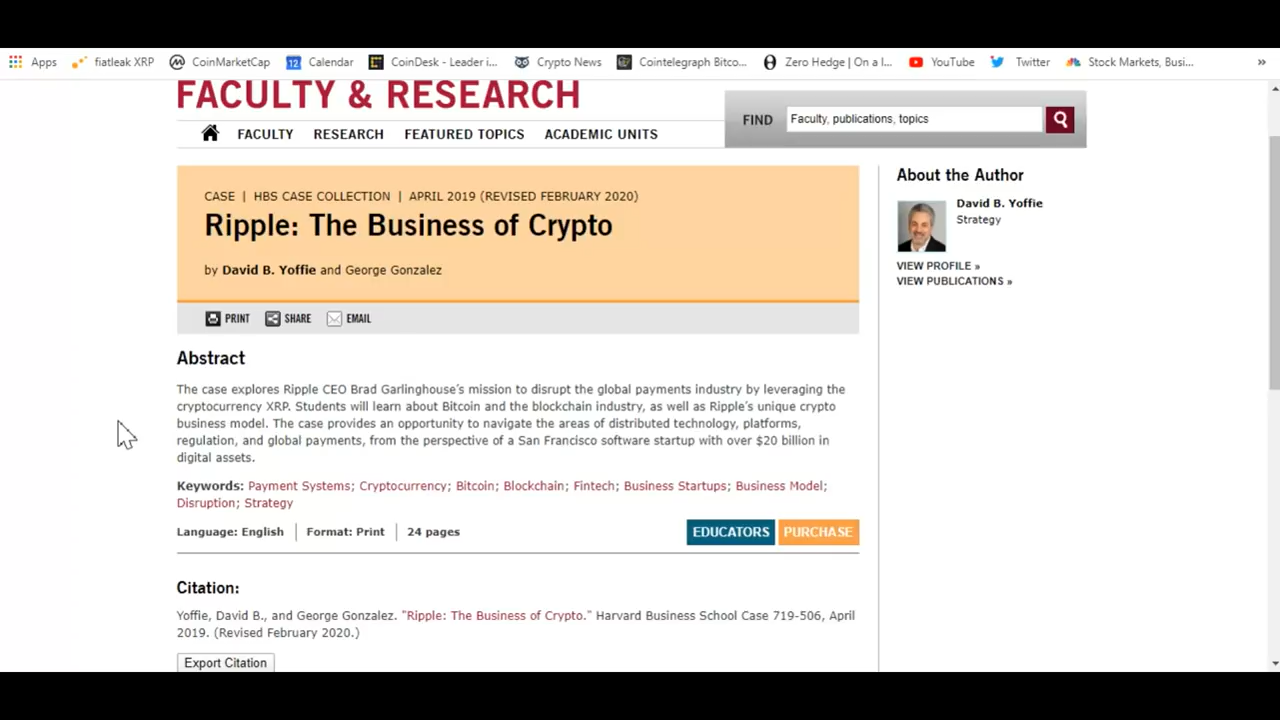 Apps fiatleak XRP CoinMarketCap 12 Calendar CoinDesk - Leader i... Crypto News Cointelegraph Bitco... Zero Hedge | On a l... YouTube Twitter Stock Markets, Busi... »
FACULTY & RESEARCH
FIND Faculty, publications, topics
FACULTY RESEARCH FEATURED TOPICS ACADEMIC UNITS
CASE | HBS CASE COLLECTION | APRIL 2019 (REVISED FEBRUARY 2020)
Ripple: The Business of Crypto
by David B. Yoffie and George Gonzalez
PRINT SHARE EMAIL
Abstract
The case explores Ripple CEO Brad Garlinghouse's mission to disrupt the global payments industry by leveraging the
cryptocurrency XRP. Students will learn about Bitcoin and the blockchain industry, as well as Ripple's unique crypto
business model. The case provides an opportunity to navigate the areas of distributed technology, platforms,
regulation, and global payments, from the perspective of a San Francisco software startup with over $20 billion in
digital assets.
Keywords: Payment Systems; Cryptocurrency; Bitcoin; Blockchain; Fintech; Business Startups; Business Model;
Disruption; Strategy
Language: English | Format: Print | 24 pages
EDUCATORS PURCHASE
Citation:
Yoffie, David B., and George Gonzalez. "Ripple: The Business of Crypto." Harvard Business School Case 719-506, April
2019. (Revised February 2020.)
Export Citation
About the Author
David B. Yoffie
Strategy
VIEW PROFILE »
VIEW PUBLICATIONS »